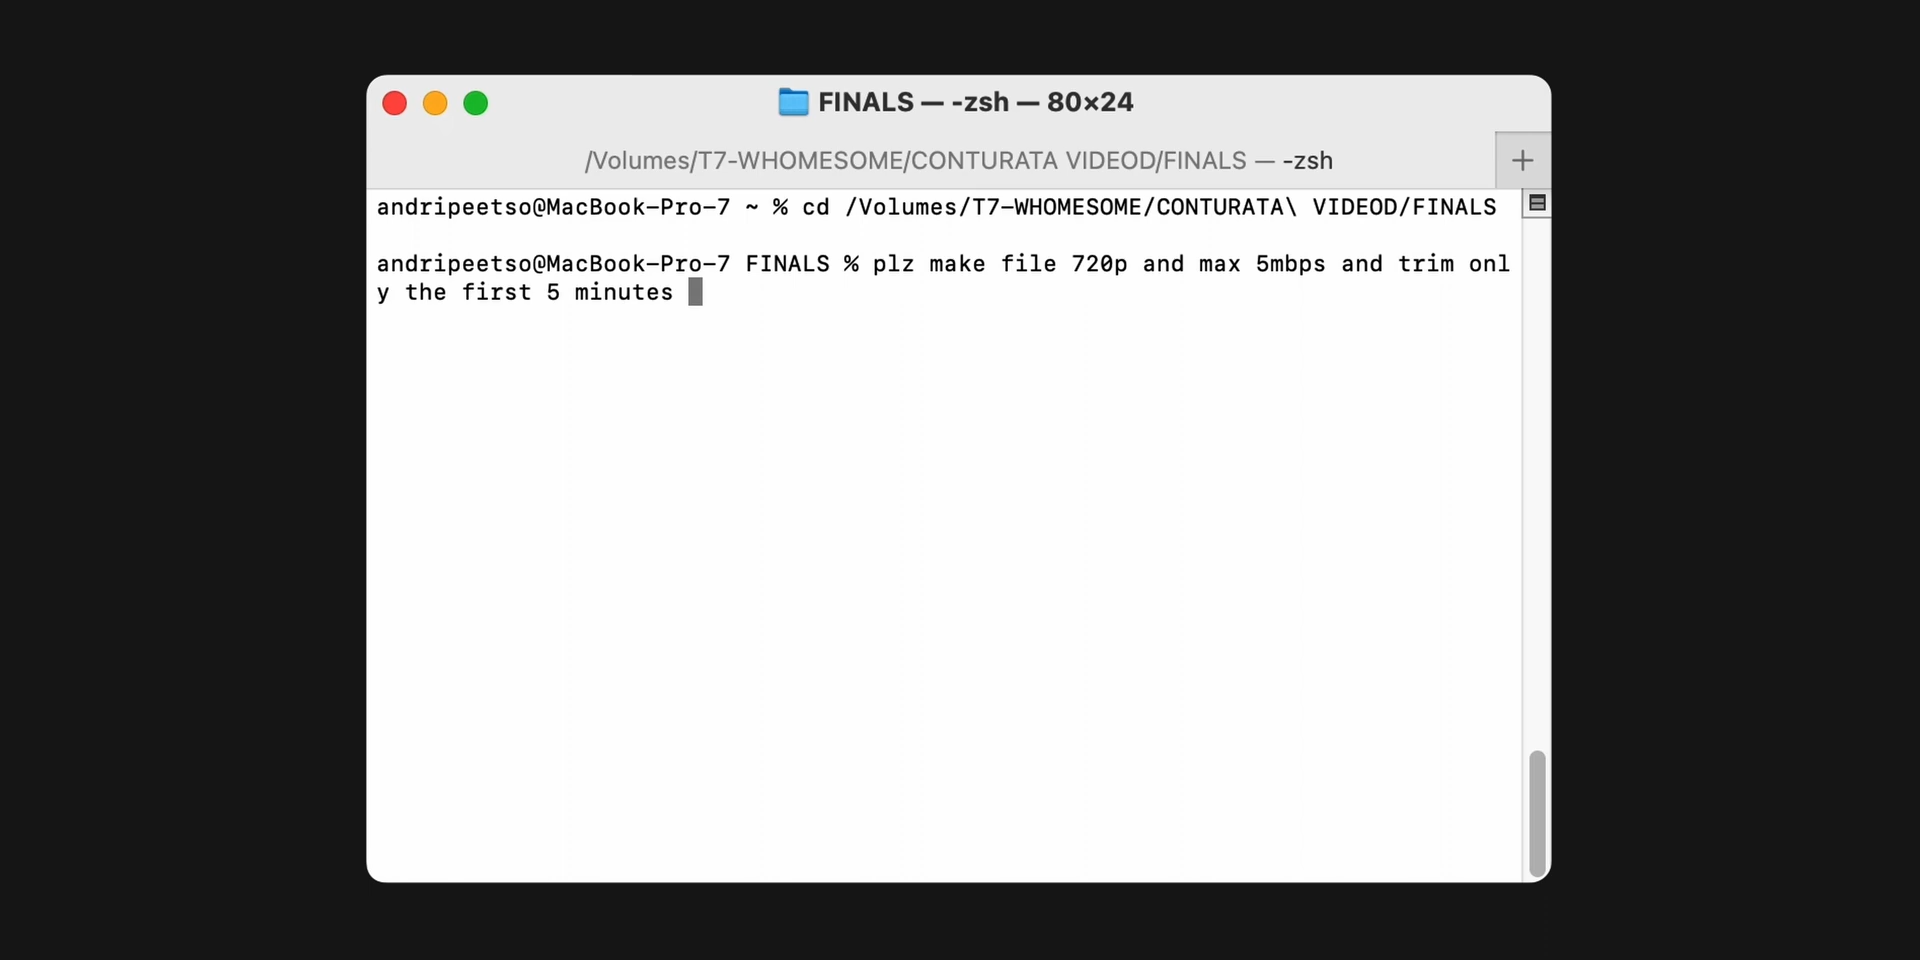 FINALS — -zsh — 80×24
/Volumes/T7-WHOMESOME/CONTURATA VIDEOD/FINALS — -zsh
andripeetso@MacBook-Pro-7 ~ % cd /Volumes/T7-WHOMESOME/CONTURATA\ VIDEOD/FINALS
andripeetso@MacBook-Pro-7 FINALS % plz make file 720p and max 5mbps and trim onl
y the first 5 minutes